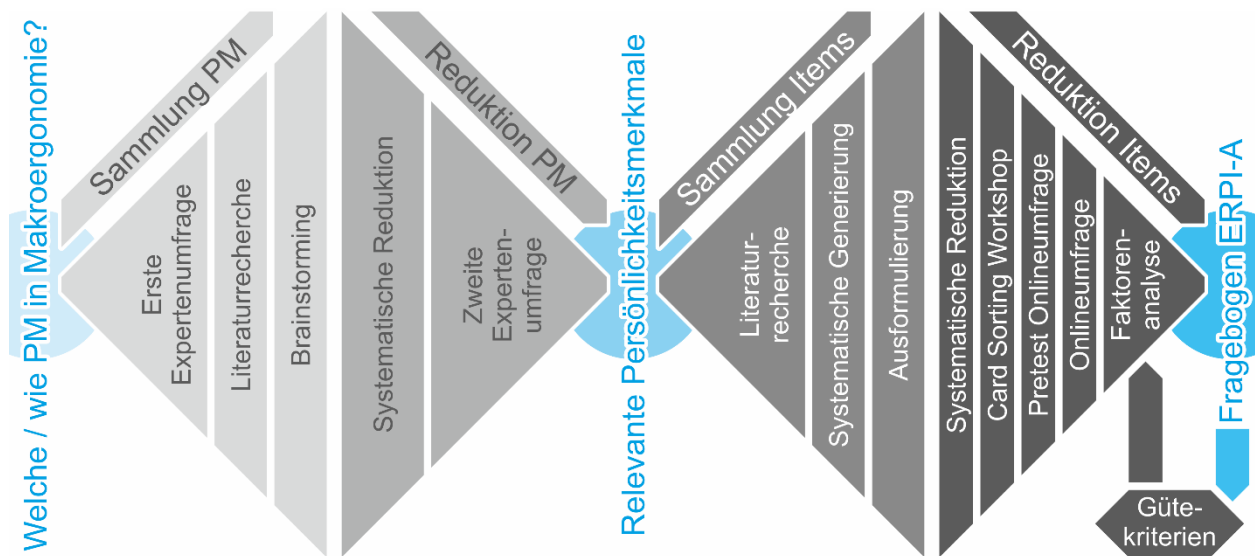 Welche / wie PM in Makroergonomie?
Sammlung PM
Erste
Expertenumfrage
Literaturrecherche
Brainstorming
Reduktion PM
Systematische Reduktion
Zweite
Experten-
umfrage
Relevante Persönlichkeitsmerkmale
Sammlung Items
Literatur-
recherche
Systematische Generierung
Ausformulierung
Reduktion Items
Systematische Reduktion
Card Sorting Workshop
Pretest Onlineumfrage
Onlineumfrage
Faktoren-
analyse
Fragebogen ERPI-A
Güte-
kriterien